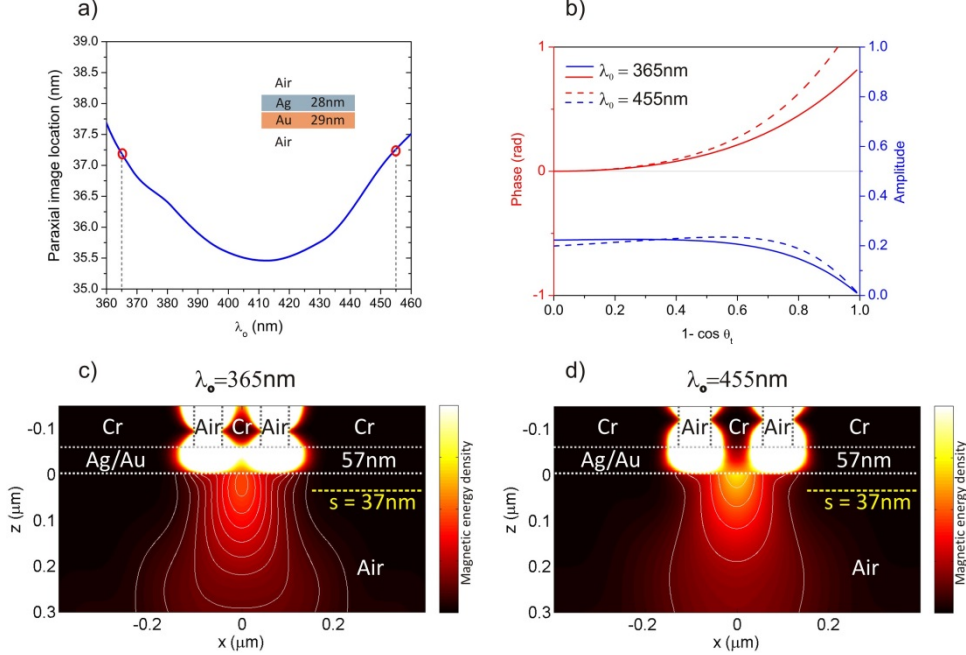 a)
b)
39.0
38.5
38.0
37.5
37.0
36.5
36.0
35.5
35.0
Paraxial image location (nm)
Air
Ag 28nm
Au 29nm
Air
360 370 380 390 400 410 420 430 440 450 460
λo (nm)
1
0
-1
Phase (rad)
λ0 = 365nm
λ0 = 455nm
1.0
0.8
0.6
0.4
0.2
0.0
Amplitude
0.0 0.2 0.4 0.6 0.8 1.0
1- cos θt
c)
λo=365nm
-0.1
0
0.1
0.2
0.3
z (μm)
Cr Air Cr Air Cr
Ag/Au 57nm
s = 37nm
Air
-0.2 0 0.2
x (μm)
Magnetic energy density
d)
λo=455nm
-0.1
0
0.1
0.2
0.3
z (μm)
Cr Air Cr Air Cr
Ag/Au 57nm
s = 37nm
Air
-0.2 0 0.2
x (μm)
Magnetic energy density